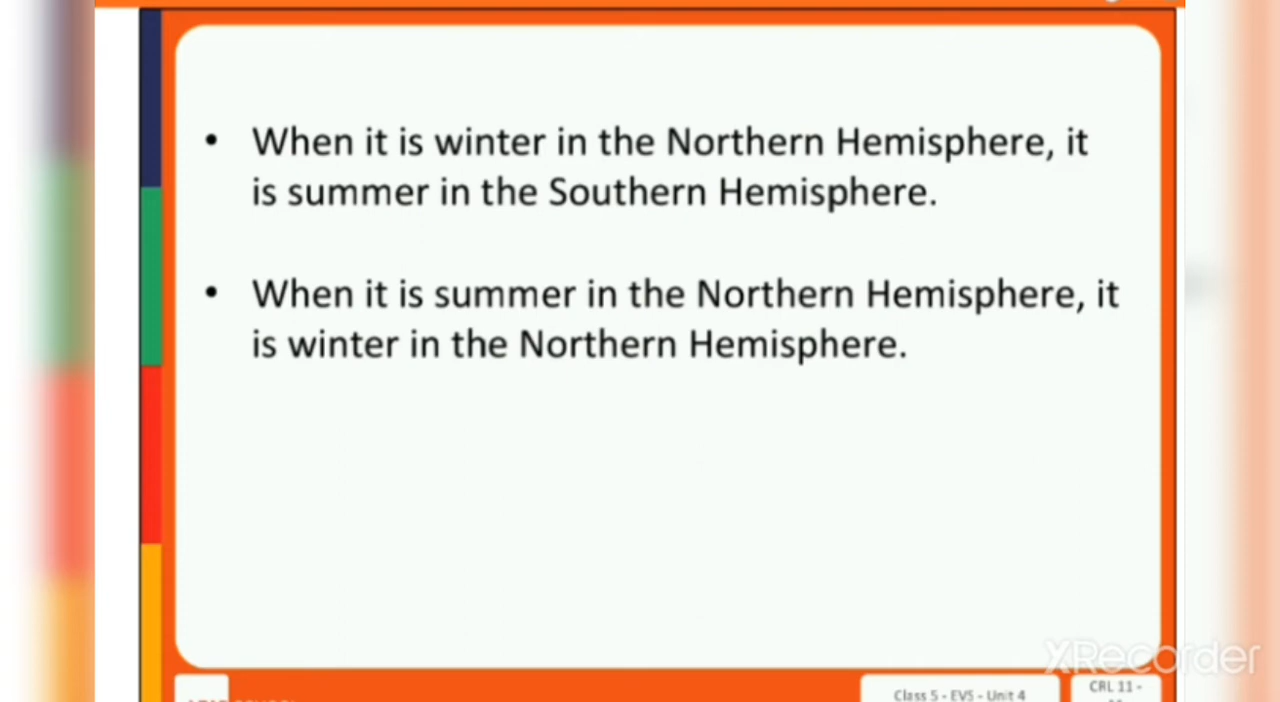 • When it is winter in the Northern Hemisphere, it
is summer in the Southern Hemisphere.
• When it is summer in the Northern Hemisphere, it
is winter in the Northern Hemisphere.
XRecorder
Class 5 - EVS - Unit 4
CRL 11 -